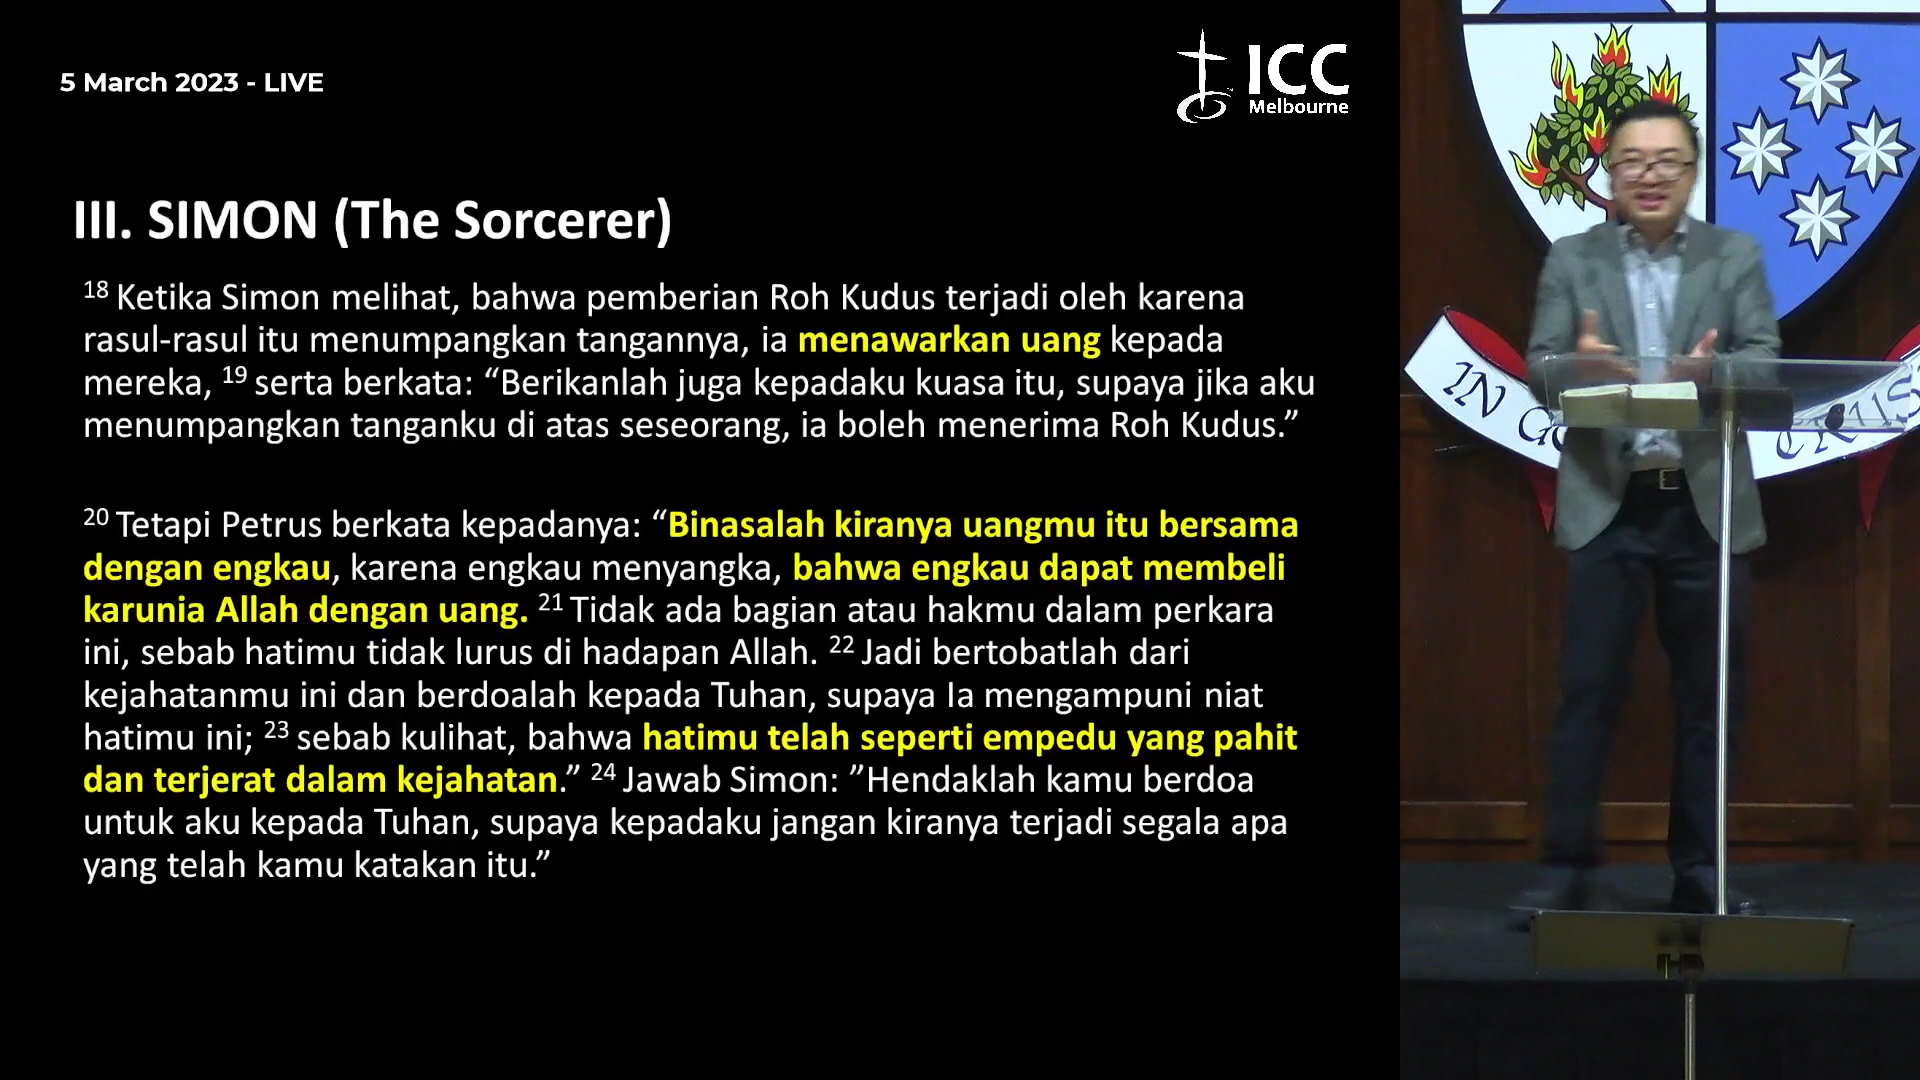 5 March 2023 - LIVE
ICC
Melbourne
III. SIMON (The Sorcerer)
18 Ketika Simon melihat, bahwa pemberian Roh Kudus terjadi oleh karena
rasul-rasul itu menumpangkan tangannya, ia menawarkan uang kepada
mereka, 19 serta berkata: “Berikanlah juga kepadaku kuasa itu, supaya jika aku
menumpangkan tanganku di atas seseorang, ia boleh menerima Roh Kudus.”
20 Tetapi Petrus berkata kepadanya: “Binasalah kiranya uangmu itu bersama
dengan engkau, karena engkau menyangka, bahwa engkau dapat membeli
karunia Allah dengan uang. 21 Tidak ada bagian atau hakmu dalam perkara
ini, sebab hatimu tidak lurus di hadapan Allah. 22 Jadi bertobatlah dari
kejahatanmu ini dan berdoalah kepada Tuhan, supaya Ia mengampuni niat
hatimu ini; 23 sebab kulihat, bahwa hatimu telah seperti empedu yang pahit
dan terjerat dalam kejahatan.” 24 Jawab Simon: ”Hendaklah kamu berdoa
untuk aku kepada Tuhan, supaya kepadaku jangan kiranya terjadi segala apa
yang telah kamu katakan itu.”
IN